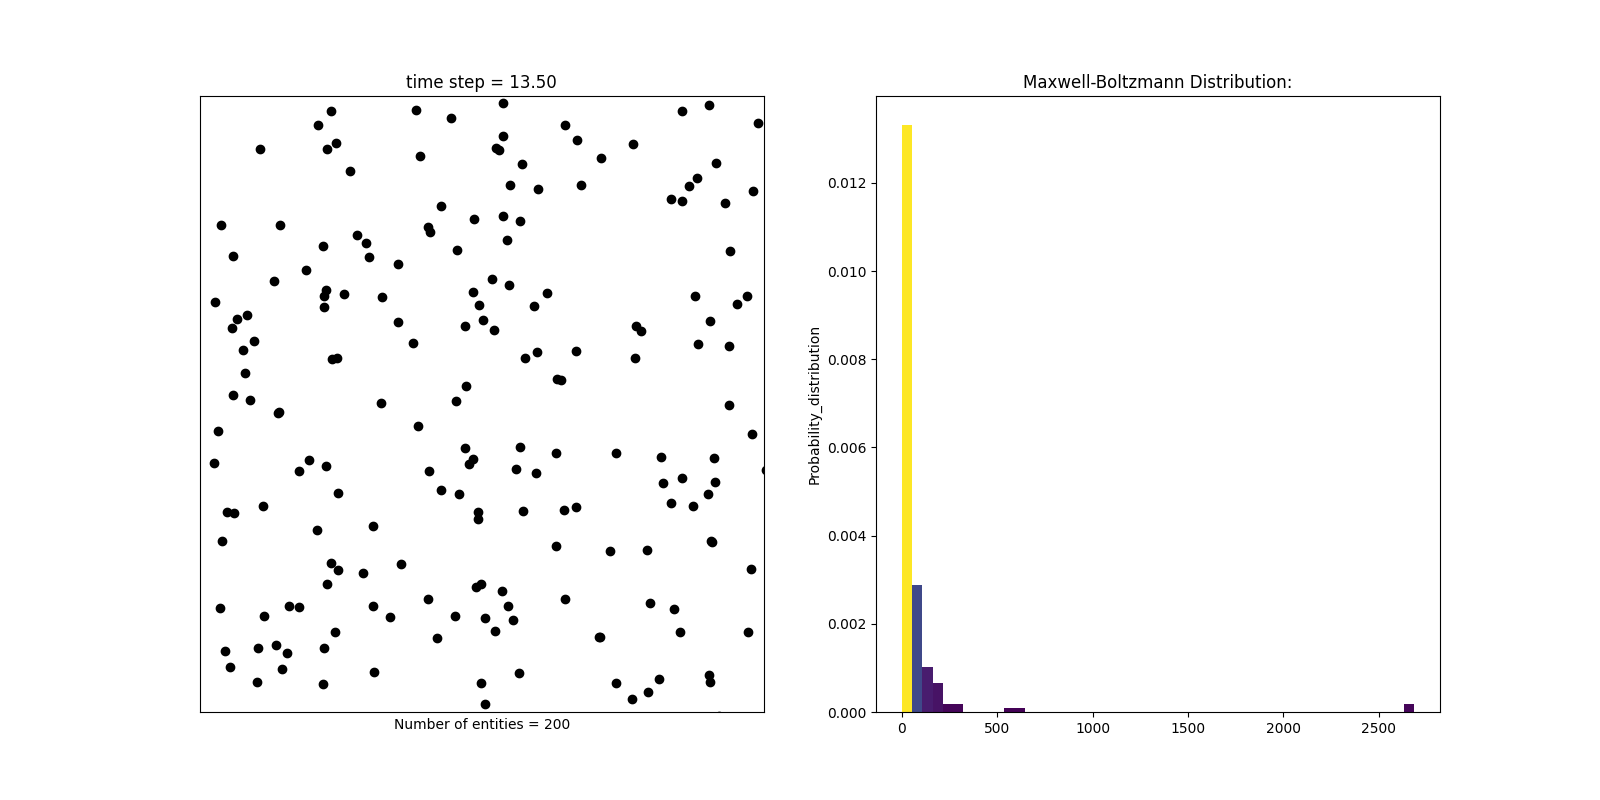 time step = 13.50
Number of entities = 200
Maxwell-Boltzmann Distribution:
Probability_distribution
0.012
0.010
0.008
0.006
0.004
0.002
0.000
0 500 1000 1500 2000 2500